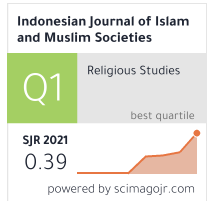 Indonesian Journal of Islam
and Muslim Societies
Q1
Religious Studies
best quartile
SJR 2021
0.39
powered by scimagojr.com